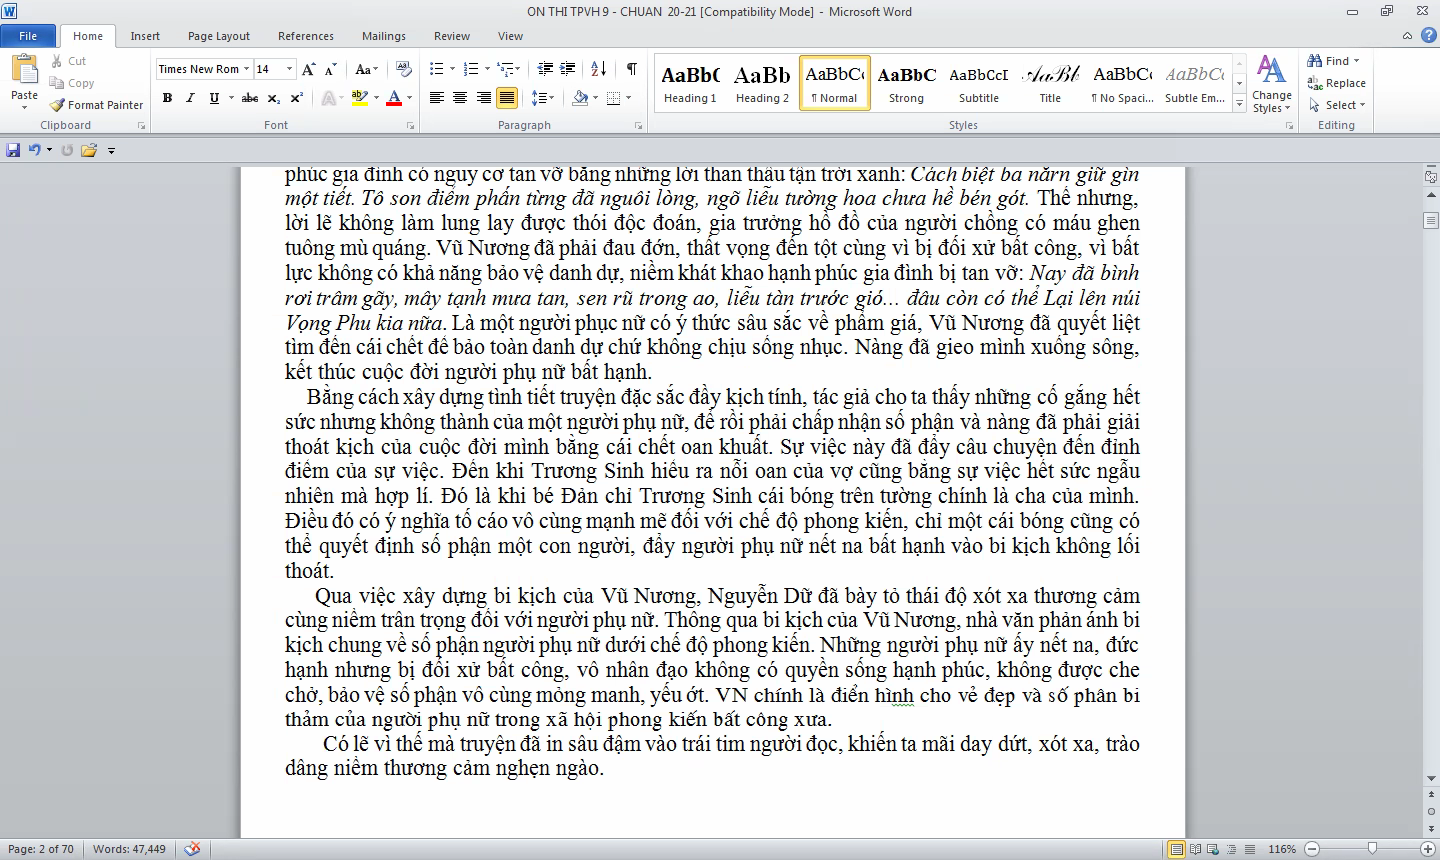 ON THI TPVH 9 - CHUAN 20-21 [Compatibility Mode] - Microsoft Word
File Home Insert Page Layout References Mailings Review View
Paste
Cut
Copy
Format Painter
Clipboard
Times New Rom 14
Font
Paragraph
AaBbC AaBb AaBbCc AaBbC AaBbCcI AaBb AaBbCc AaBbCc
Heading 1 Heading 2 ¶ Normal Strong Subtitle Title ¶ No Spaci... Subtle Em...
Styles
Change Styles
Find
Replace
Select
Editing
phúc gia đình có nguy cơ tan vỡ bằng những lời than thấu tận trời xanh: Cách biệt ba nărn giữ gìn
một tiết. Tô son điểm phấn từng đã nguôi lòng, ngõ liễu tường hoa chưa hề bén gót. Thế nhưng,
lời lẽ không làm lung lay được thói độc đoán, gia trưởng hồ đồ của người chồng có máu ghen
tuông mù quáng. Vũ Nương đã phải đau đớn, thất vọng đến tột cùng vì bị đối xử bất công, vì bất
lực không có khả năng bảo vệ danh dự, niềm khát khao hạnh phúc gia đình bị tan vỡ: Nay đã bình
rơi trâm gãy, mây tạnh mưa tan, sen rũ trong ao, liễu tàn trước gió... đâu còn có thể Lại lên núi
Vọng Phu kia nữa. Là một người phục nữ có ý thức sâu sắc về phẩm giá, Vũ Nương đã quyết liệt
tìm đến cái chết để bảo toàn danh dự chứ không chịu sống nhục. Nàng đã gieo mình xuống sông,
kết thúc cuộc đời người phụ nữ bất hạnh.
Bằng cách xây dựng tình tiết truyện đặc sắc đầy kịch tính, tác giả cho ta thấy những cố gắng hết
sức nhưng không thành của một người phụ nữ, để rồi phải chấp nhận số phận và nàng đã phải giải
thoát kịch của cuộc đời mình bằng cái chết oan khuất. Sự việc này đã đẩy câu chuyện đến đỉnh
điểm của sự việc. Đến khi Trương Sinh hiểu ra nỗi oan của vợ cũng bằng sự việc hết sức ngẫu
nhiên mà hợp lí. Đó là khi bé Đản chỉ Trương Sinh cái bóng trên tường chính là cha của mình.
Điều đó có ý nghĩa tố cáo vô cùng mạnh mẽ đối với chế độ phong kiến, chỉ một cái bóng cũng có
thể quyết định số phận một con người, đẩy người phụ nữ nết na bất hạnh vào bi kịch không lối
thoát.
Qua việc xây dựng bi kịch của Vũ Nương, Nguyễn Dữ đã bày tỏ thái độ xót xa thương cảm
cùng niềm trân trọng đối với người phụ nữ. Thông qua bi kịch của Vũ Nương, nhà văn phản ánh bi
kịch chung về số phận người phụ nữ dưới chế độ phong kiến. Những người phụ nữ ấy nết na, đức
hạnh nhưng bị đối xử bất công, vô nhân đạo không có quyền sống hạnh phúc, không được che
chở, bảo vệ số phận vô cùng mỏng manh, yếu ớt. VN chính là điển hình cho vẻ đẹp và số phân bi
thảm của người phụ nữ trong xã hội phong kiến bất công xưa.
Có lẽ vì thế mà truyện đã in sâu đậm vào trái tim người đọc, khiến ta mãi day dứt, xót xa, trào
dâng niềm thương cảm nghẹn ngào.
Page: 2 of 70 Words: 47,449 116%